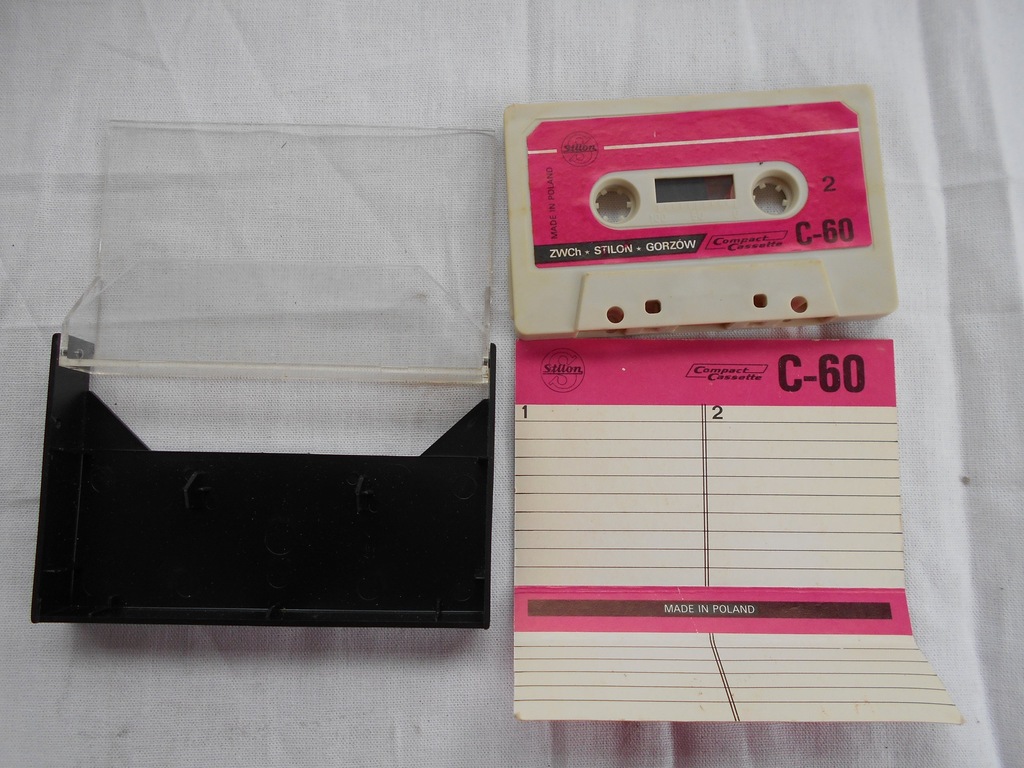 Stilon
MADE IN POLAND
2
ZWCh ★ STILON ★ GORZÓW
Compact Cassette
C-60
Stilon
Compact Cassette
C-60
1
2
MADE IN POLAND